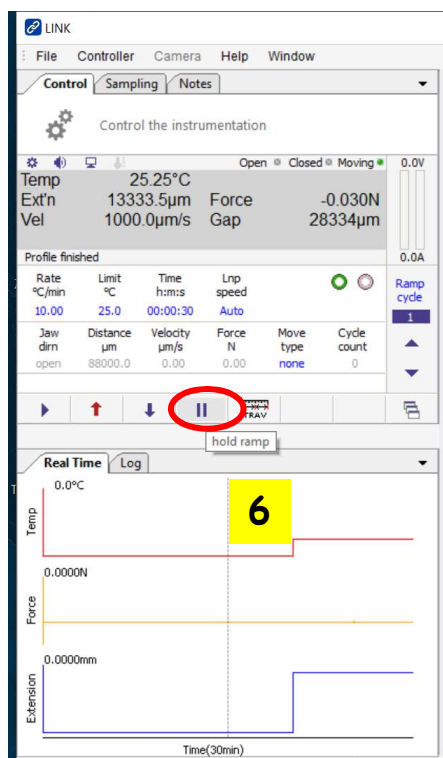 LINK
File Controller Camera Help Window
Control Sampling Notes
Control the instrumentation
Open Closed Moving 0.0V
Temp 25.25°C
Ext'n 13333.5µm Force -0.030N
Vel 1000.0µm/s Gap 28334µm
Profile finished 0.0A
Rate Limit Time Lnp
°C/min °C h:m:s speed
Ramp
cycle
10.00 25.0 00:00:30 Auto
1
Jaw Distance Velocity Force Move Cycle
dirn µm µm/s N type count
open 88000.0 0.00 0.00 none 0
TRAV
hold ramp
Real Time Log
0.0°C
Temp
6
0.0000N
Force
0.0000mm
Extension
Time(30min)